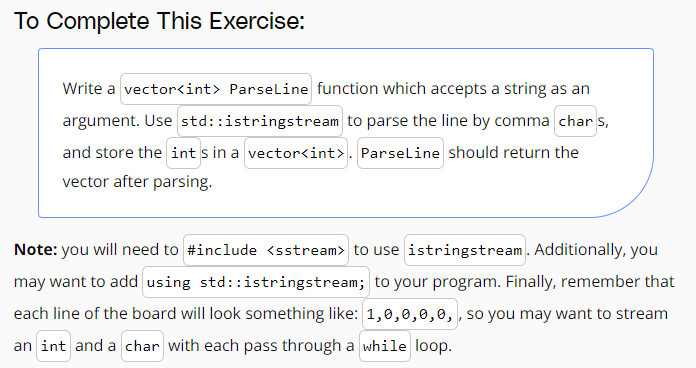 To Complete This Exercise:
Write a vector<int> ParseLine function which accepts a string as an
argument. Use std::istringstream to parse the line by comma char s,
and store the int s in a vector<int>. ParseLine should return the
vector after parsing.
Note: you will need to #include <sstream> to use istringstream. Additionally, you
may want to add using std::istringstream; to your program. Finally, remember that
each line of the board will look something like: 1,0,0,0,0, , so you may want to stream
an int and a char with each pass through a while loop.